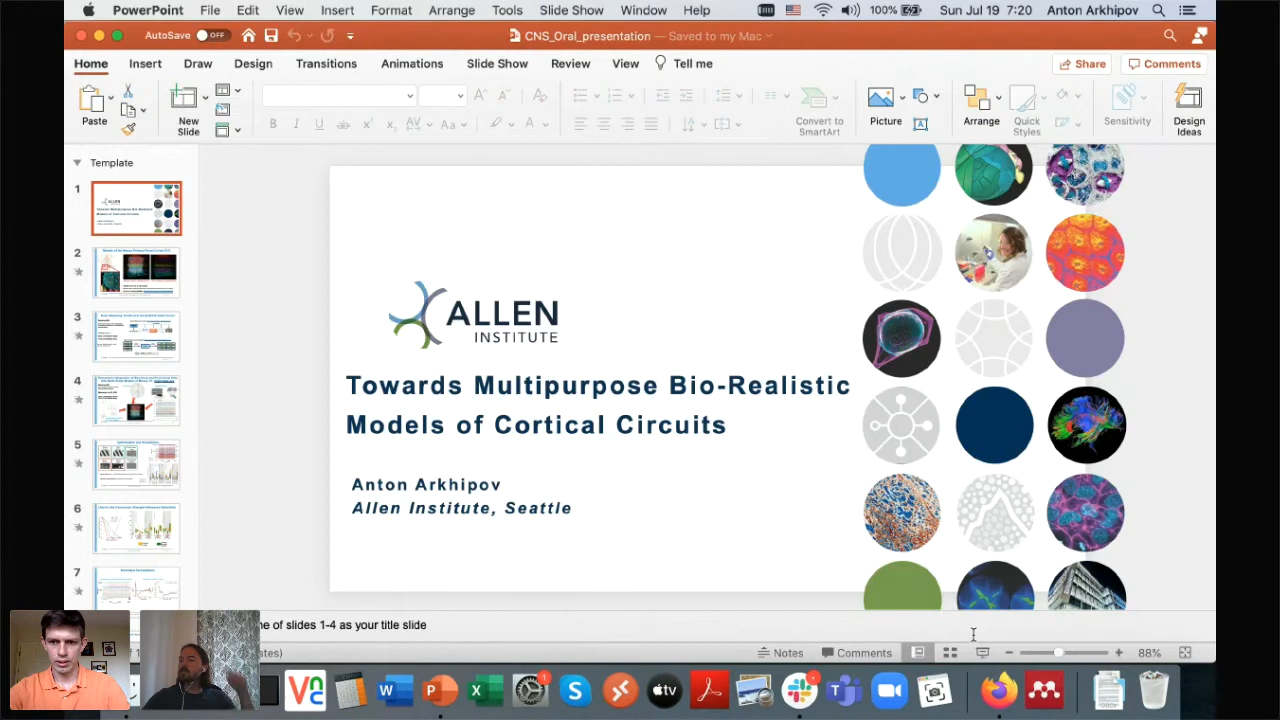 PowerPoint File Edit View Insert Format Arrange Tools Slide Show Window Help 100% Sun Jul 19 7:20 Anton Arkhipov
AutoSave OFF CNS_Oral_presentation — Saved to my Mac
Home Insert Draw Design Transitions Animations Slide Show Review View Tell me Share Comments
Paste New Slide Convert to SmartArt Picture Arrange Quick Styles Sensitivity Design Ideas
Template
1
2
3
4
5
6
7
ALLEN
INSTITUTE
Towards Multipurpose Bio-Realistic
Models of Cortical Circuits
Anton Arkhipov
Allen Institute, Seattle
ne of slides 1-4 as your title slide
Notes Comments 88%